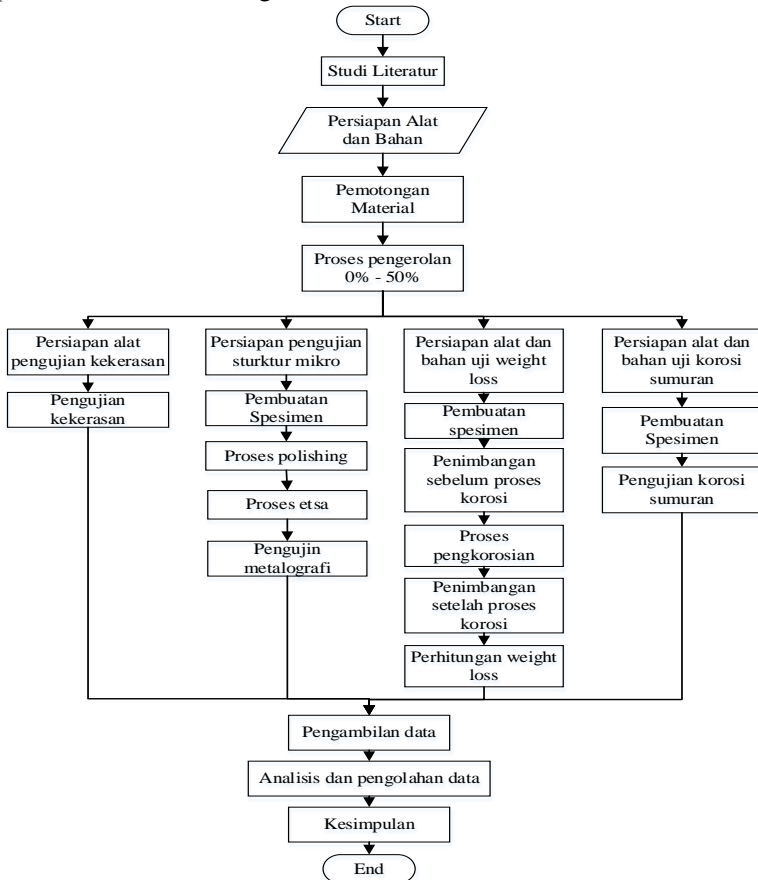 Start
Studi Literatur
Persiapan Alat
dan Bahan
Pemotongan
Material
Proses pengerolan
0% - 50%
Persiapan alat
pengujian kekerasan
Pengujian
kekerasan
Persiapan pengujian
sturktur mikro
Pembuatan
Spesimen
Proses polishing
Proses etsa
Pengujin
metalografi
Persiapan alat dan
bahan uji weight
loss
Pembuatan
spesimen
Penimbangan
sebelum proses
korosi
Proses
pengkorosian
Penimbangan
setelah proses
korosi
Perhitungan weight
loss
Persiapan alat dan
bahan uji korosi
sumuran
Pembuatan
Spesimen
Pengujian korosi
sumuran
Pengambilan data
Analisis dan pengolahan data
Kesimpulan
End